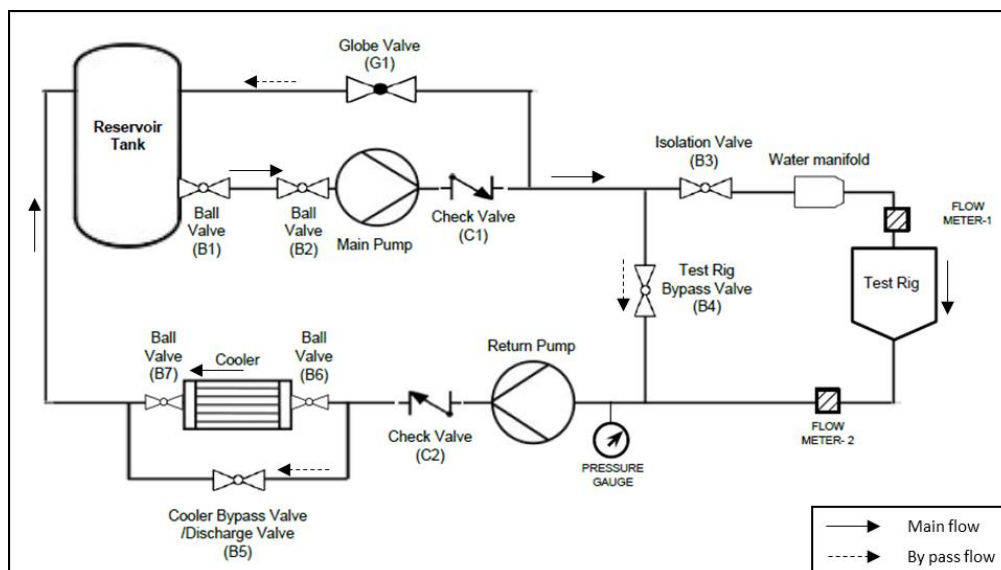 Globe Valve
(G1)
Reservoir
Tank
Isolation Valve
(B3)
Water manifold
Ball
Valve
(B1)
Ball
Valve
(B2)
Main Pump
Check Valve
(C1)
FLOW
METER-1
Test Rig
Bypass Valve
(B4)
Test Rig
Ball
Valve
(B7)
Cooler
Ball
Valve
(B6)
Return Pump
Check Valve
(C2)
PRESSURE
GAUGE
FLOW
METER- 2
Cooler Bypass Valve
/Discharge Valve
(B5)
Main flow
By pass flow